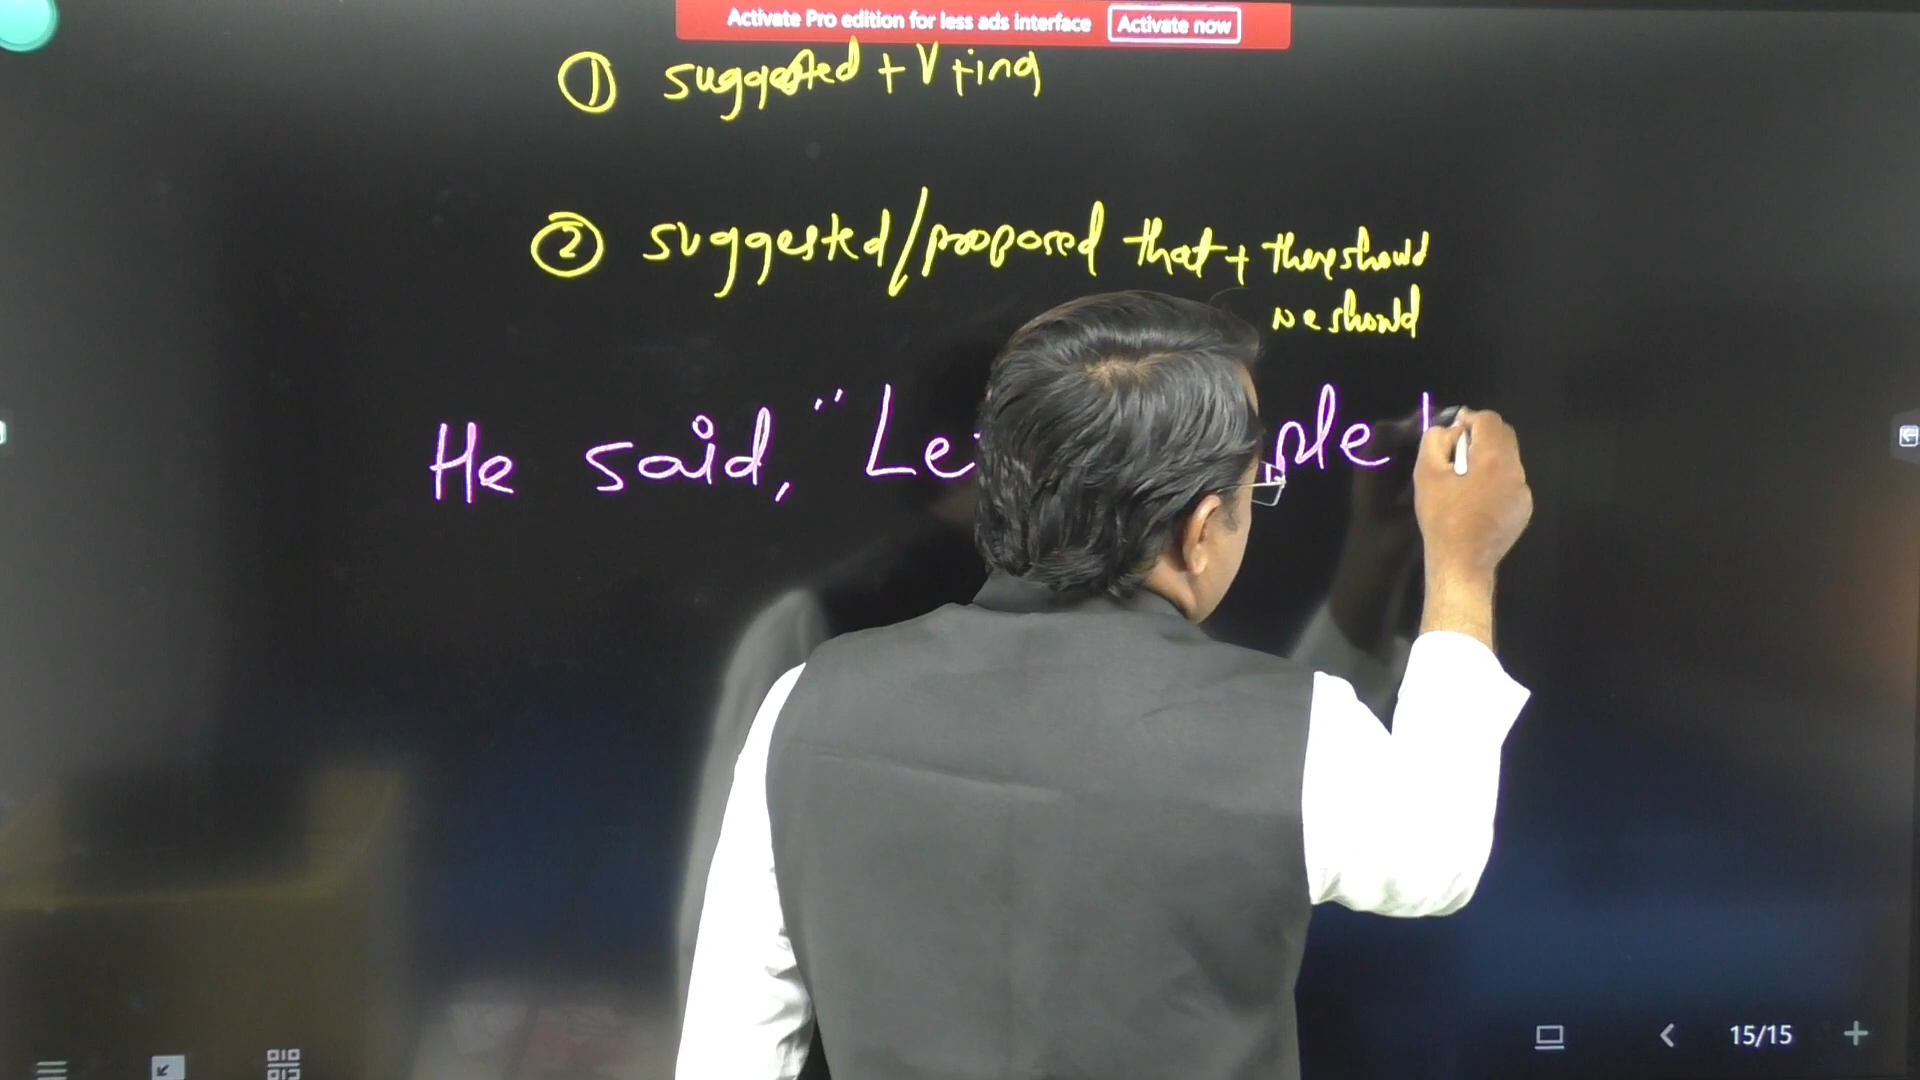 Activate Pro edition for less ads interface Activate now
① suggested + V + ing
② suggested/proposed that + they should
we should
He said, "Le
15/15